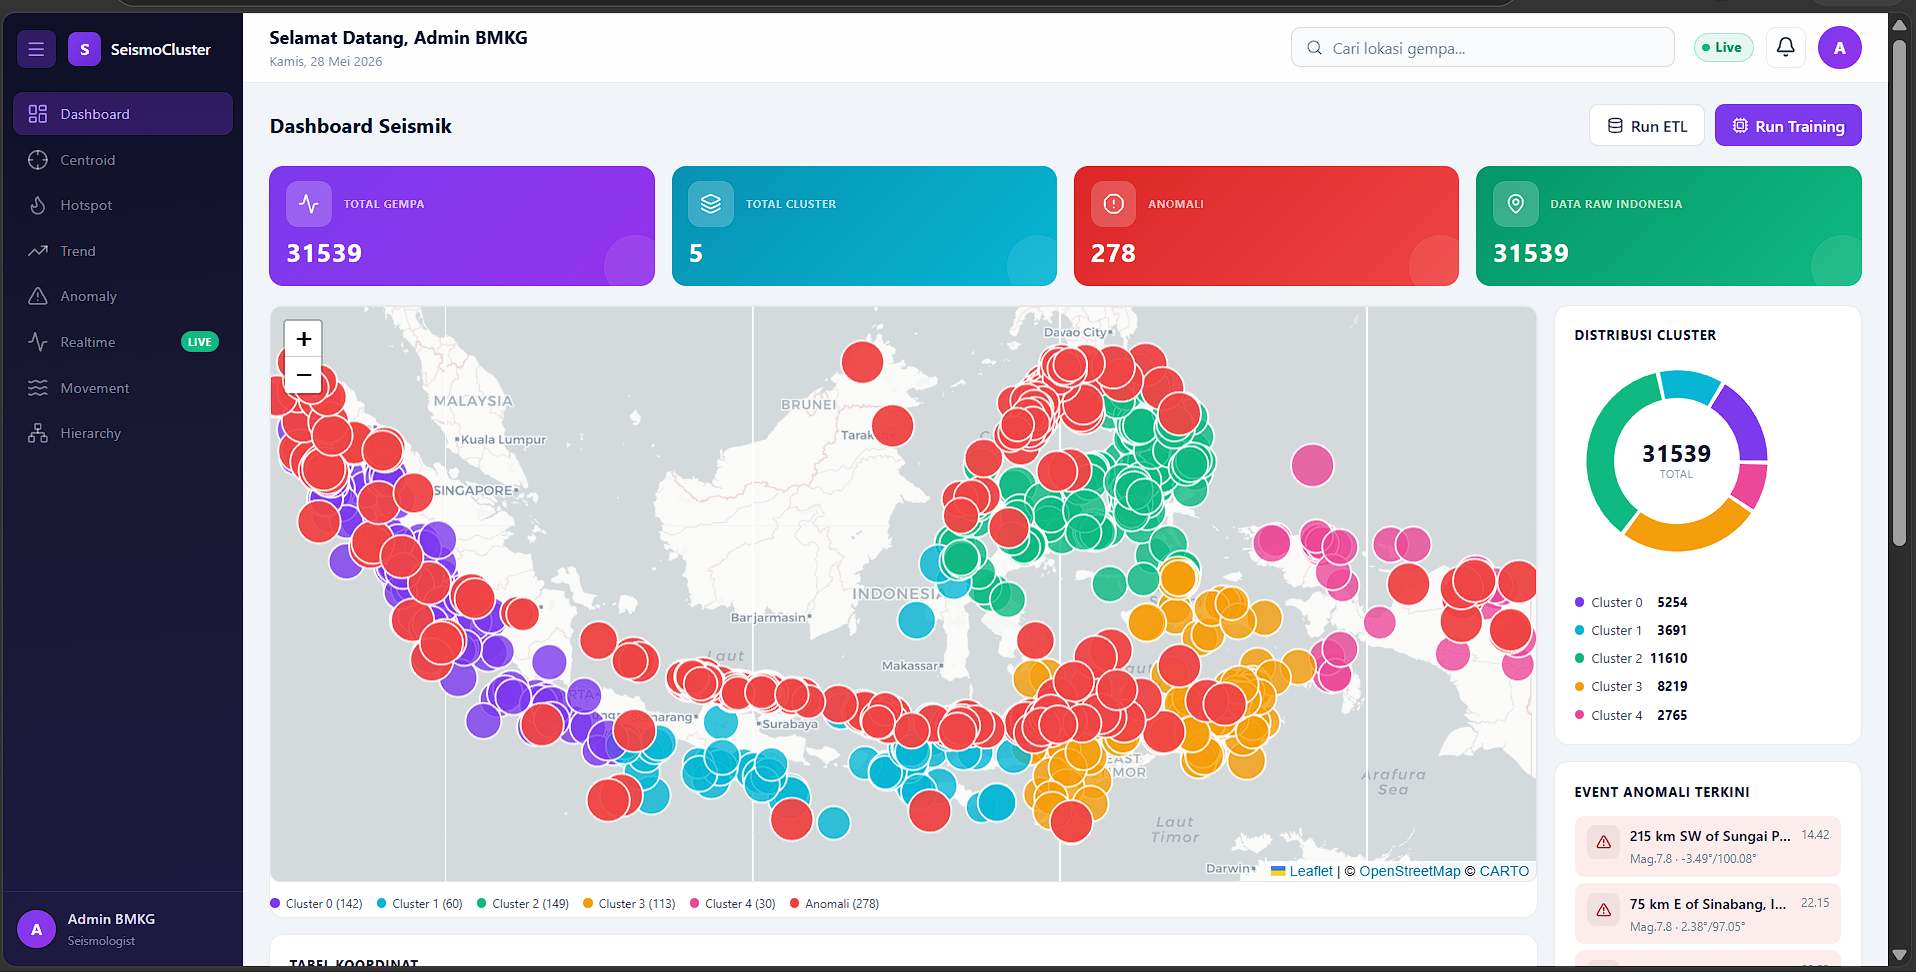 S SeismoCluster
Dashboard
Centroid
Hotspot
Trend
Anomaly
Realtime LIVE
Movement
Hierarchy
A Admin BMKG
Seismologist
Selamat Datang, Admin BMKG
Kamis, 28 Mei 2026
Cari lokasi gempa...
Live
A
Dashboard Seismik
Run ETL
Run Training
TOTAL GEMPA
31539
TOTAL CLUSTER
5
ANOMALI
278
DATA RAW INDONESIA
31539
+
−
Davao City
MALAYSIA
BRUNEI
Kuala Lumpur
Tarak
SINGAPORE
INDONESIA
Banjarmasin
Makassar
Laut
RTA
marang
Surabaya
EAST
IMOR
Arafura
Sea
Laut
Timor
Darwin
Leaflet | © OpenStreetMap © CARTO
Cluster 0 (142)
Cluster 1 (60)
Cluster 2 (149)
Cluster 3 (113)
Cluster 4 (30)
Anomali (278)
TABEL KOORDINAT
DISTRIBUSI CLUSTER
31539
TOTAL
Cluster 0 5254
Cluster 1 3691
Cluster 2 11610
Cluster 3 8219
Cluster 4 2765
EVENT ANOMALI TERKINI
215 km SW of Sungai P... 14.42
Mag.7.8 · -3.49°/100.08°
75 km E of Sinabang, I... 22.15
Mag.7.8 · 2.38°/97.05°